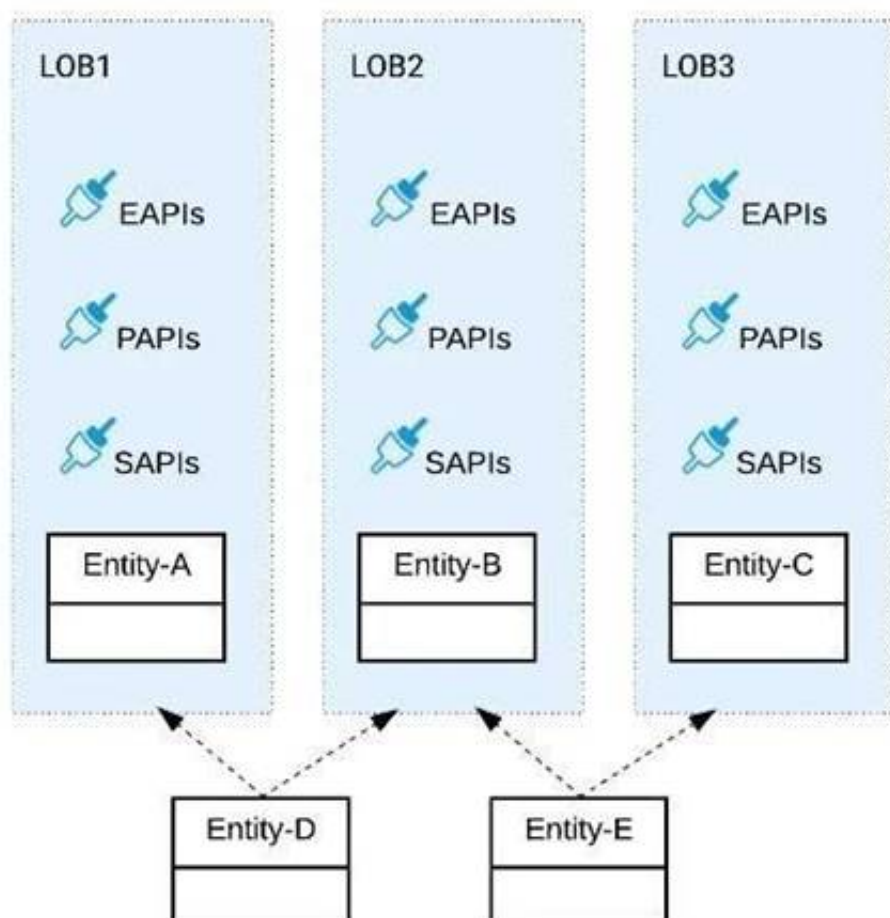 LOB1
LOB2
LOB3
EAPIs
EAPIs
EAPIs
PAPIs
PAPIs
PAPIs
SAPIs
SAPIs
SAPIs
Entity-A
Entity-B
Entity-C
Entity-D
Entity-E